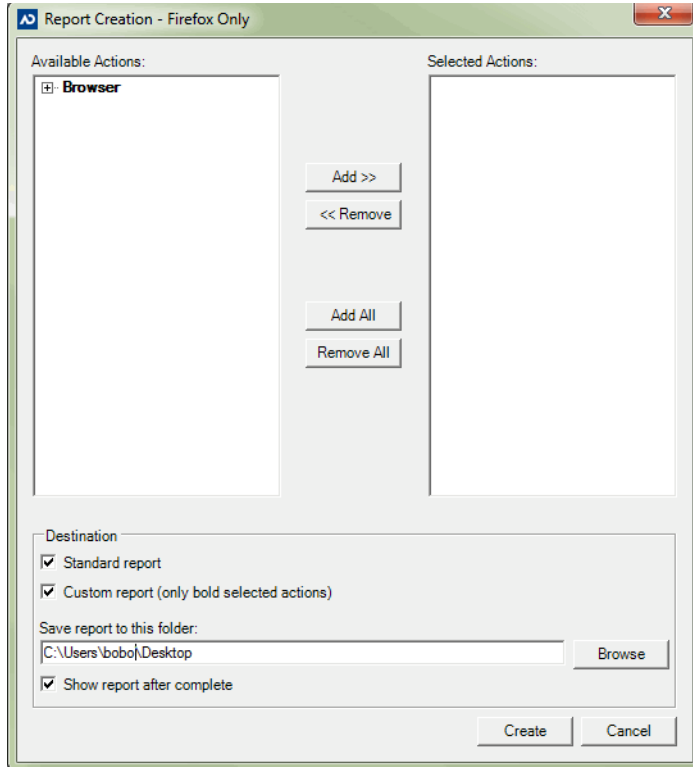 Report Creation - Firefox Only
Available Actions:
Selected Actions:
Browser
Add >>
<< Remove
Add All
Remove All
Destination
Standard report
Custom report (only bold selected actions)
Save report to this folder:
C:\Users\bobo\Desktop
Browse
Show report after complete
Create
Cancel